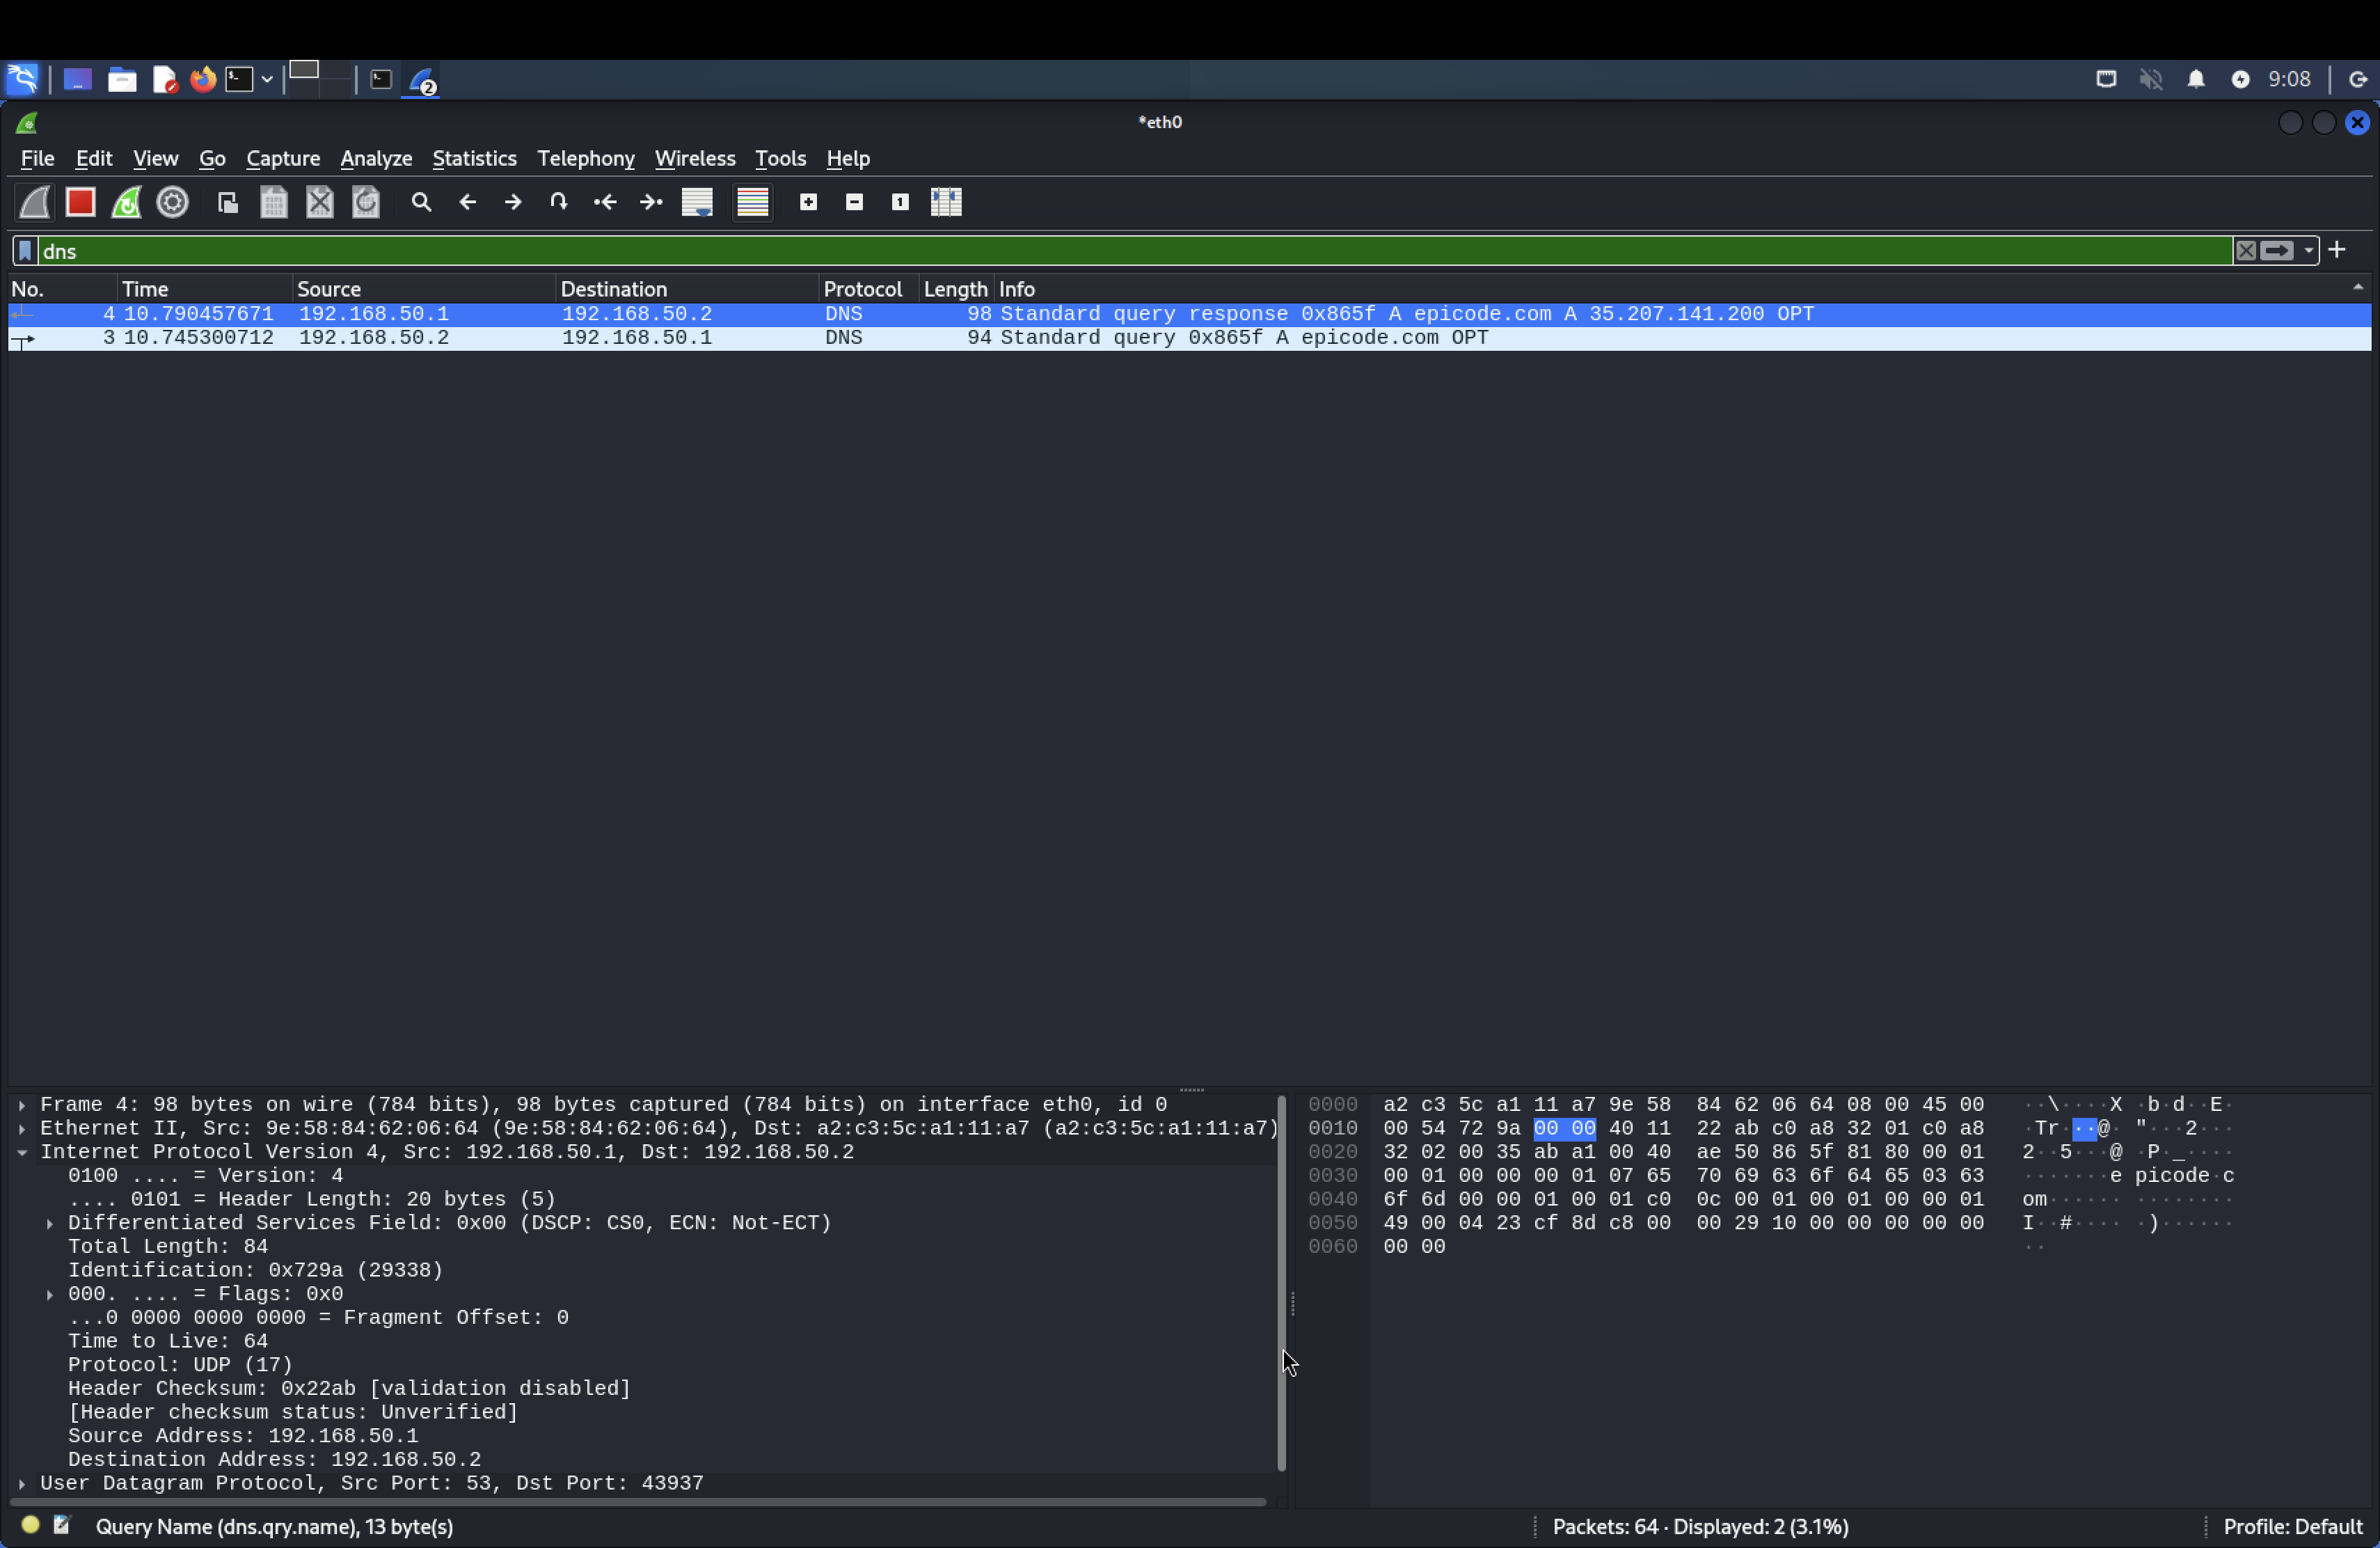 2
9:08
*eth0
File Edit View Go Capture Analyze Statistics Telephony Wireless Tools Help
dns
No. Time Source Destination Protocol Length Info
4 10.790457671 192.168.50.1 192.168.50.2 DNS 98 Standard query response 0x865f A epicode.com A 35.207.141.200 OPT
3 10.745300712 192.168.50.2 192.168.50.1 DNS 94 Standard query 0x865f A epicode.com OPT
Frame 4: 98 bytes on wire (784 bits), 98 bytes captured (784 bits) on interface eth0, id 0
Ethernet II, Src: 9e:58:84:62:06:64 (9e:58:84:62:06:64), Dst: a2:c3:5c:a1:11:a7 (a2:c3:5c:a1:11:a7)
Internet Protocol Version 4, Src: 192.168.50.1, Dst: 192.168.50.2
0100 .... = Version: 4
.... 0101 = Header Length: 20 bytes (5)
Differentiated Services Field: 0x00 (DSCP: CS0, ECN: Not-ECT)
Total Length: 84
Identification: 0x729a (29338)
000. .... = Flags: 0x0
...0 0000 0000 0000 = Fragment Offset: 0
Time to Live: 64
Protocol: UDP (17)
Header Checksum: 0x22ab [validation disabled]
[Header checksum status: Unverified]
Source Address: 192.168.50.1
Destination Address: 192.168.50.2
User Datagram Protocol, Src Port: 53, Dst Port: 43937
0000 a2 c3 5c a1 11 a7 9e 58 84 62 06 64 08 00 45 00 ··\····X ·b·d··E·
0010 00 54 72 9a 00 00 40 11 22 ab c0 a8 32 01 c0 a8 ·Tr···@· "···2···
0020 32 02 00 35 ab a1 00 40 ae 50 86 5f 81 80 00 01 2··5···@ ·P·_····
0030 00 01 00 00 00 01 07 65 70 69 63 6f 64 65 03 63 ·······e picode·c
0040 6f 6d 00 00 01 00 01 c0 0c 00 01 00 01 00 00 01 om······ ········
0050 49 00 04 23 cf 8d c8 00 00 29 10 00 00 00 00 00 I··#···· ·)······
0060 00 00 ··
Query Name (dns.qry.name), 13 byte(s)
Packets: 64 · Displayed: 2 (3.1%)
Profile: Default